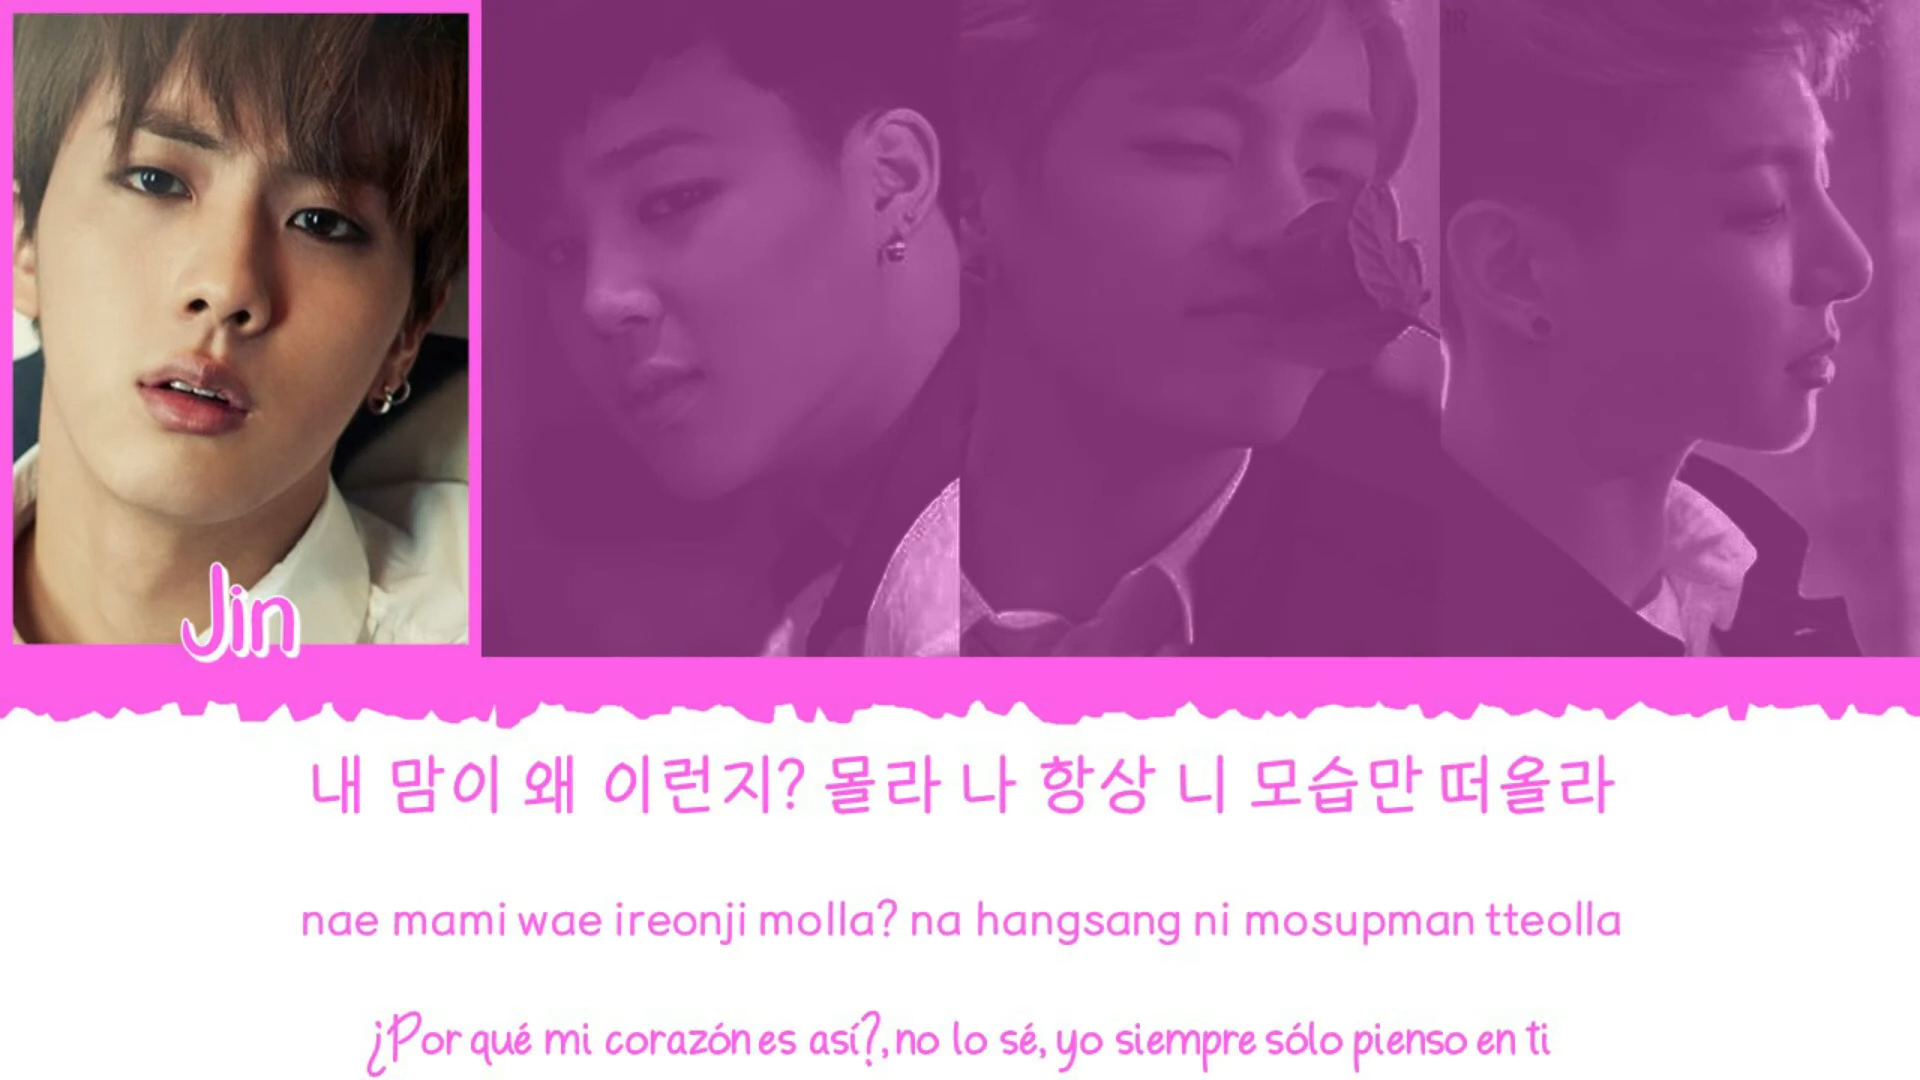 Jin
내 맘이 왜 이런지? 몰라 나 항상 니 모습만 떠올라
nae mami wae ireonji molla? na hangsang ni mosupman tteolla
¿Por qué mi corazón es así?, no lo sé, yo siempre sólo pienso en ti